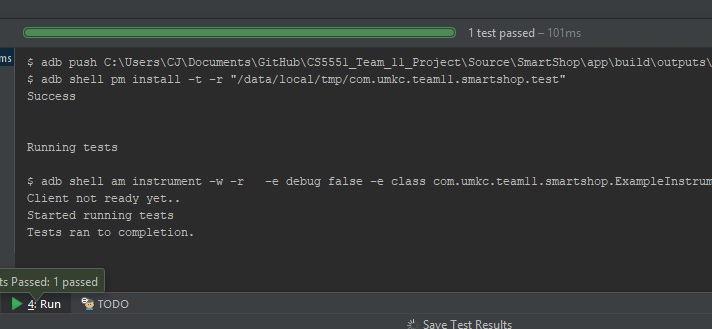 1 test passed – 101ms
ms
$ adb push C:\Users\CJ\Documents\GitHub\CS5551_Team_11_Project\Source\SmartShop\app\build\outputs\
$ adb shell pm install -t -r "/data/local/tmp/com.umkc.team11.smartshop.test"
Success
Running tests
$ adb shell am instrument -w -r   -e debug false -e class com.umkc.team11.smartshop.ExampleInstrum
Client not ready yet..
Started running tests
Tests ran to completion.
ts Passed: 1 passed
4: Run TODO
Save Test Results